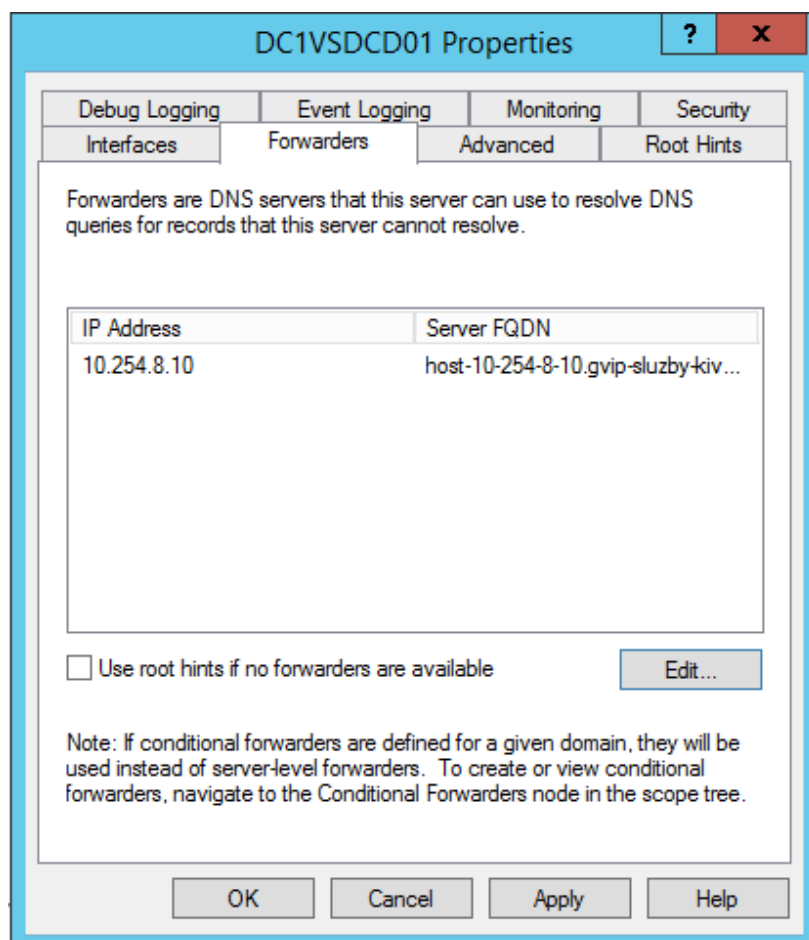 DC1VSDCD01 Properties
?
x
Debug Logging
Event Logging
Monitoring
Security
Interfaces
Forwarders
Advanced
Root Hints
Forwarders are DNS servers that this server can use to resolve DNS
queries for records that this server cannot resolve.
IP Address
Server FQDN
10.254.8.10
host-10-254-8-10.gvip-sluzby-kiv...
Use root hints if no forwarders are available
Edit...
Note: If conditional forwarders are defined for a given domain, they will be
used instead of server-level forwarders. To create or view conditional
forwarders, navigate to the Conditional Forwarders node in the scope tree.
OK
Cancel
Apply
Help